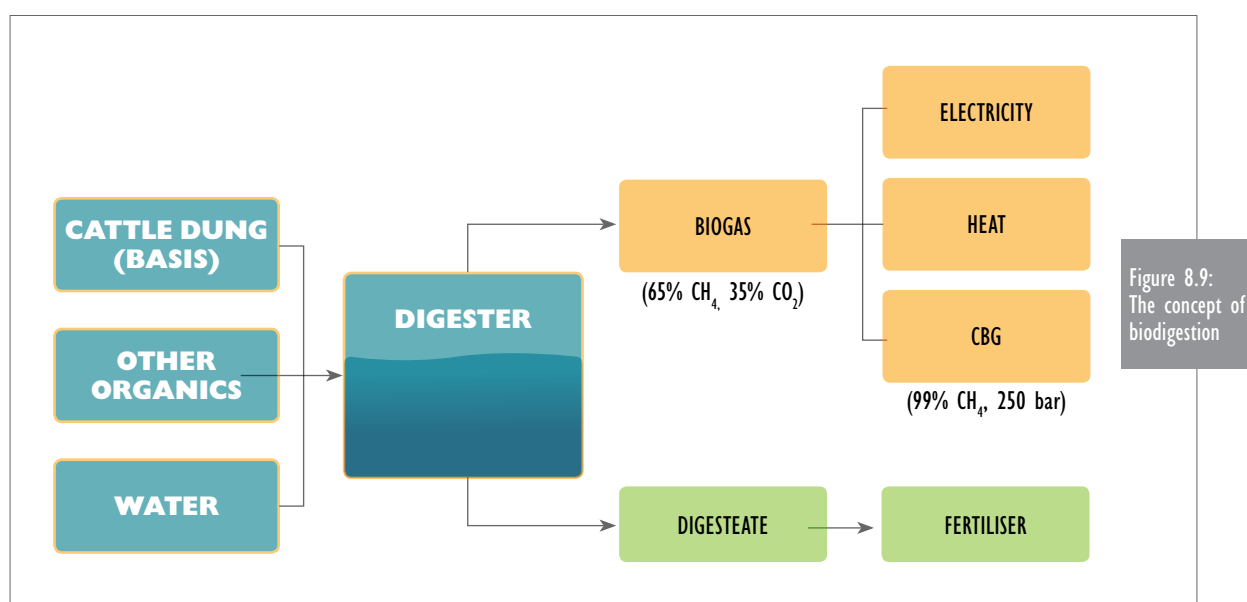 CATTLE DUNG
(BASIS)
OTHER
ORGANICS
WATER
DIGESTER
BIOGAS
(65% CH₄, 35% CO₂)
ELECTRICITY
HEAT
CBG
(99% CH₄, 250 bar)
DIGESTEATE
FERTILISER
Figure 8.9:
The concept of
biodigestion